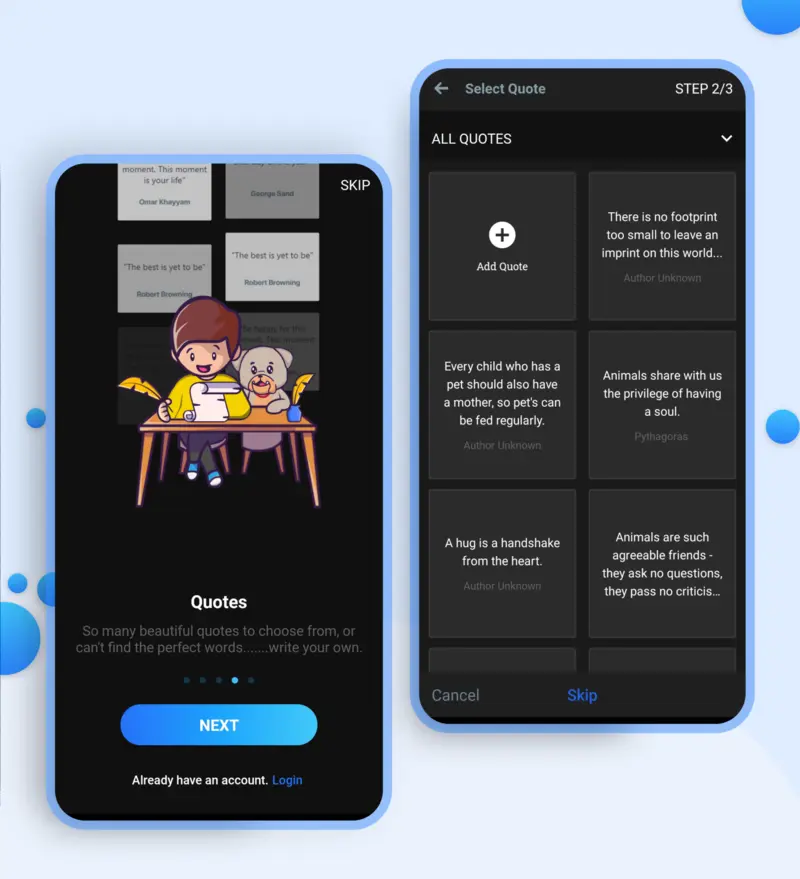 moment. This moment
is your life"
Omar Khayyam
George Sand
SKIP
"The best is yet to be"
Robert Browning
"The best is yet to be"
Robert Browning
Quotes
So many beautiful quotes to choose from, or
can't find the perfect words.......write your own.
NEXT
Already have an account. Login
Select Quote
STEP 2/3
ALL QUOTES
Add Quote
There is no footprint
too small to leave an
imprint on this world...
Author Unknown
Every child who has a
pet should also have
a mother, so pet's can
be fed regularly.
Author Unknown
Animals share with us
the privilege of having
a soul.
Pythagoras
A hug is a handshake
from the heart.
Author Unknown
Animals are such
agreeable friends -
they ask no questions,
they pass no criticis...
Cancel
Skip